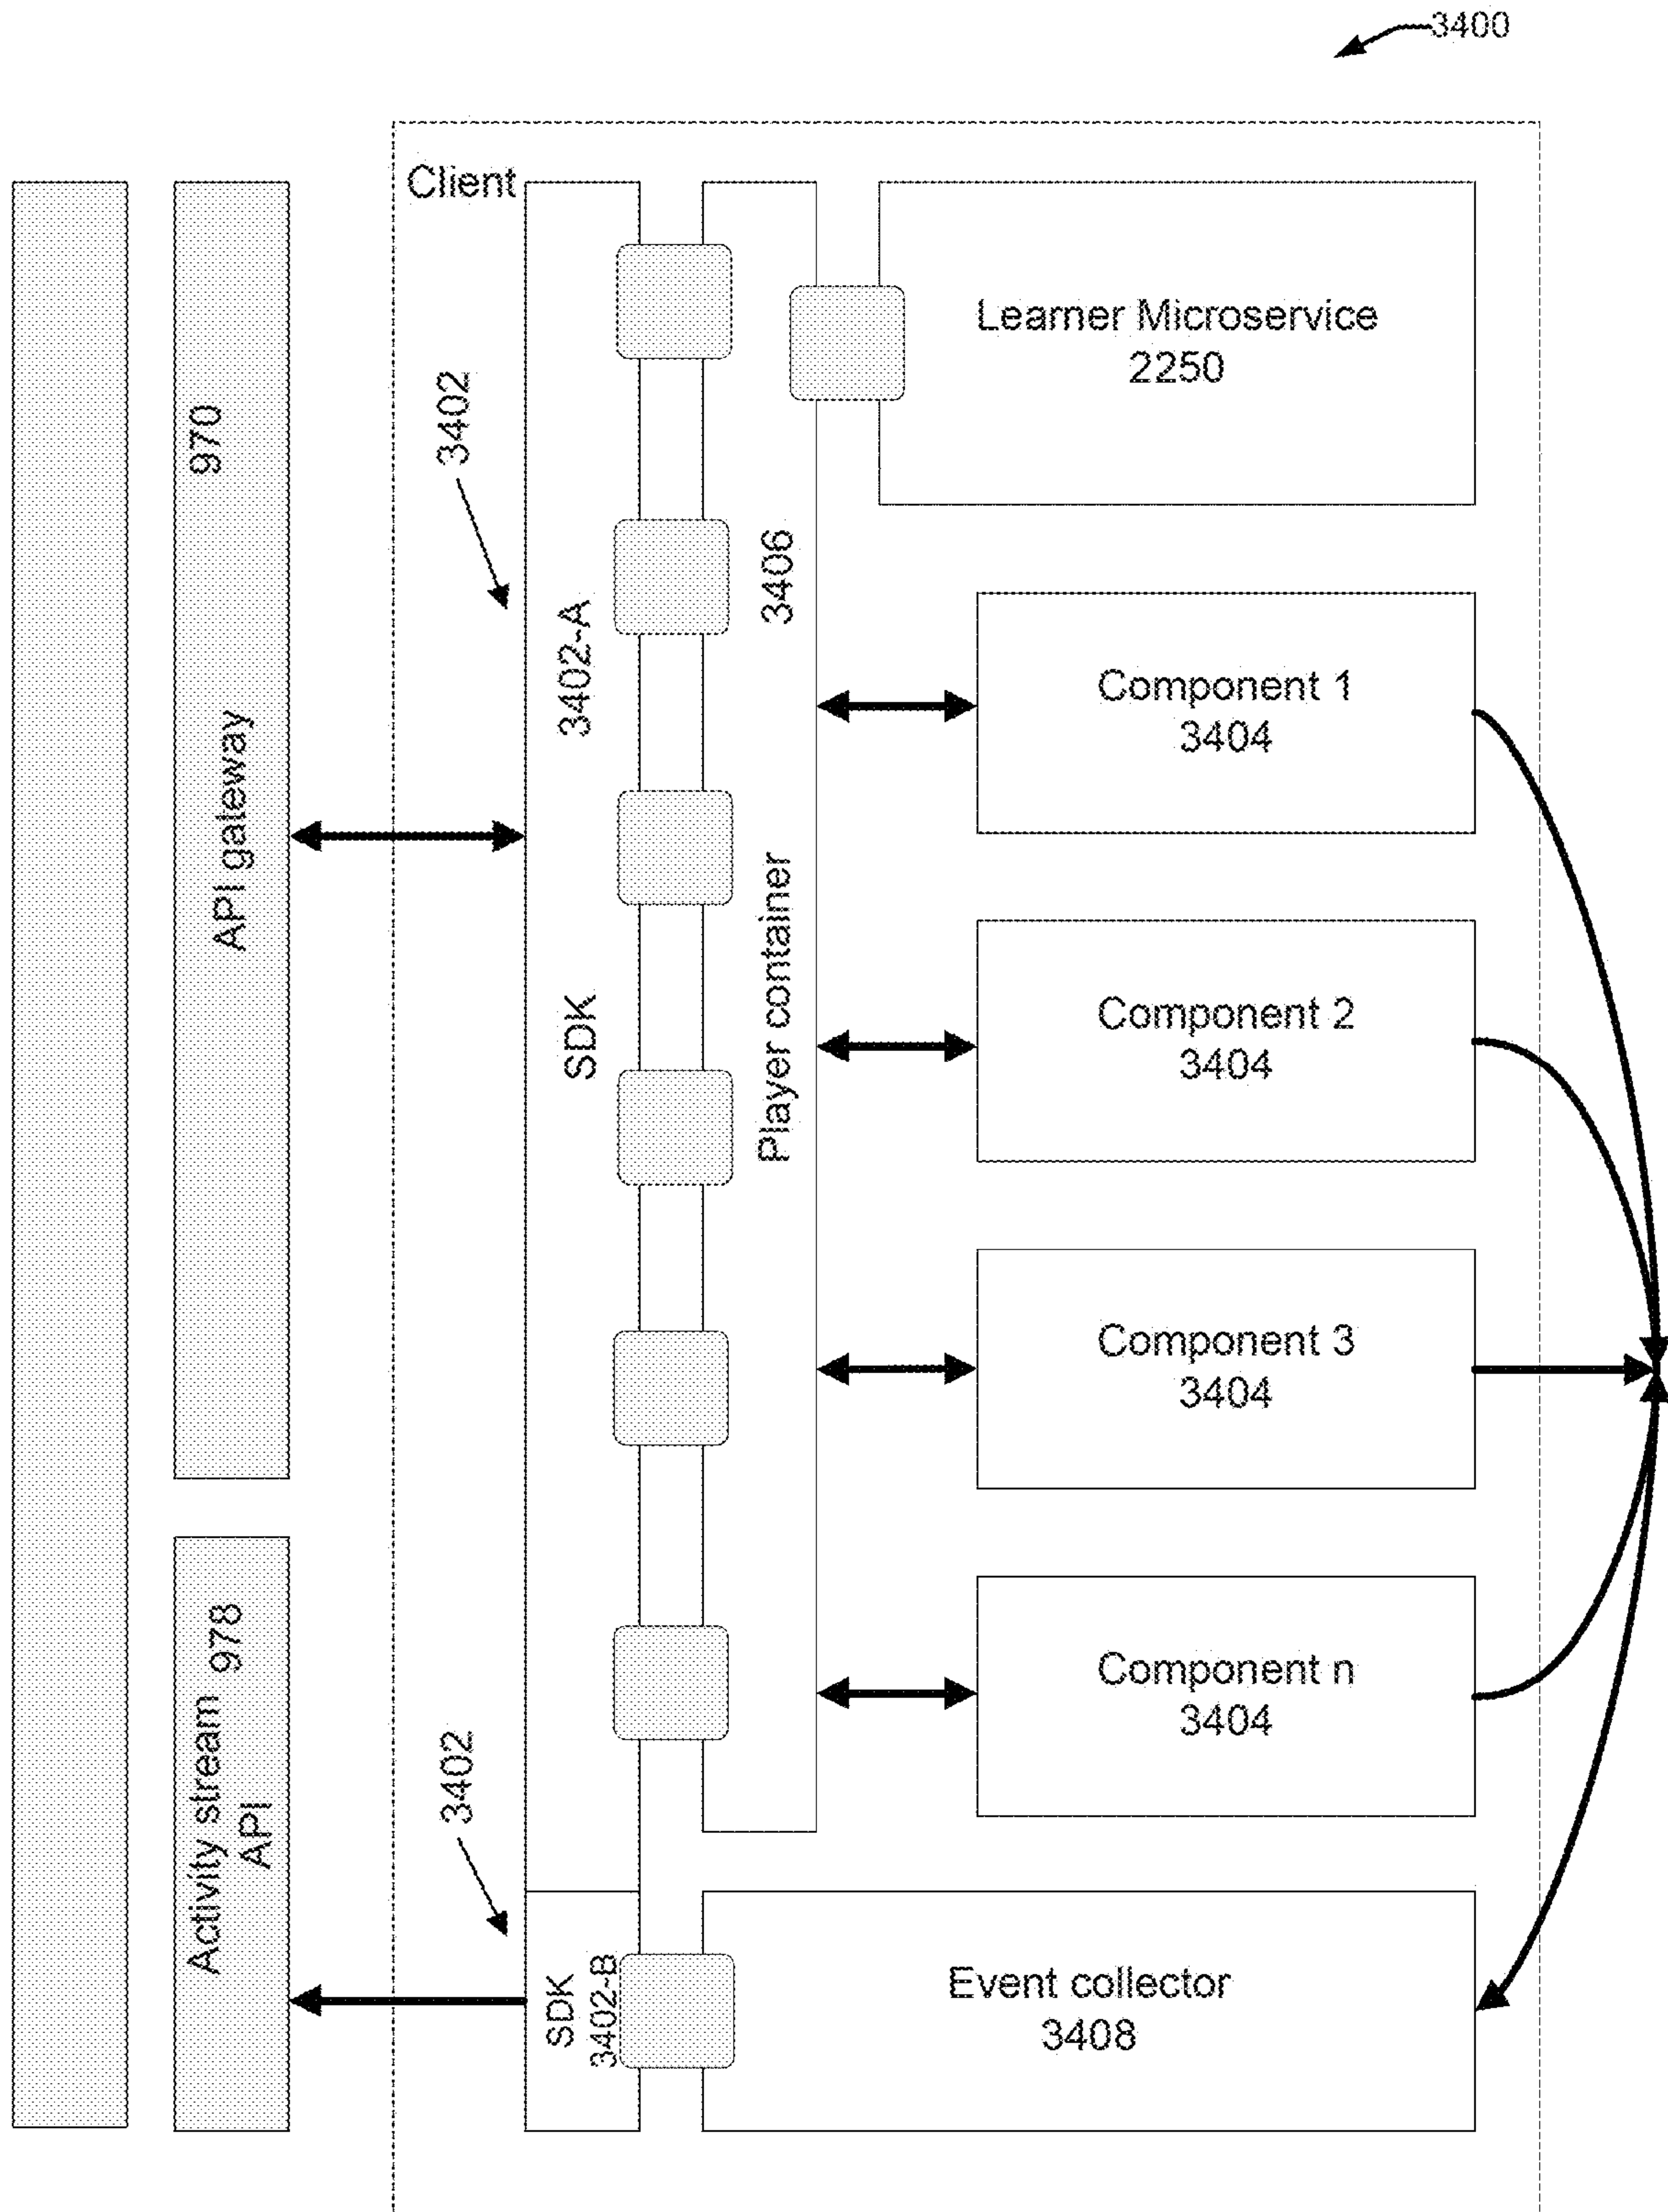 3400
Client
970
API gateway
3402
3402-A
SDK
3406
Player container
Learner Microservice
2250
Component 1
3404
Component 2
3404
Component 3
3404
Component n
3404
Activity stream 978
API
3402
SDK
3402-B
Event collector
3408